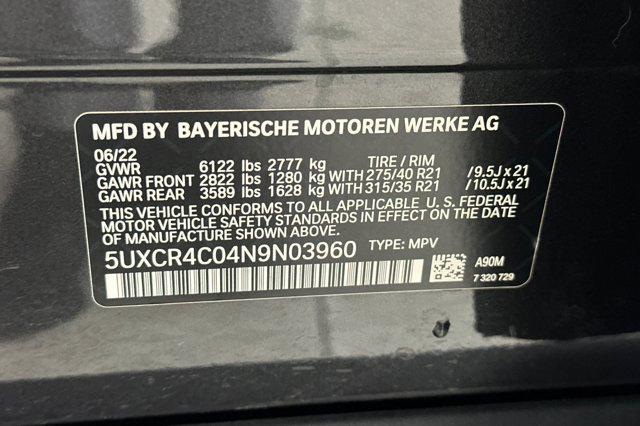 MFD BY BAYERISCHE MOTOREN WERKE AG
06/22
GVWR 6122 lbs 2777 kg TIRE / RIM
GAWR FRONT 2822 lbs 1280 kg WITH 275/40 R21 / 9.5J x 21
GAWR REAR 3589 lbs 1628 kg WITH 315/35 R21 / 10.5J x 21
THIS VEHICLE CONFORMS TO ALL APPLICABLE U. S. FEDERAL
MOTOR VEHICLE SAFETY STANDARDS IN EFFECT ON THE DATE
OF MANUFACTURE SHOWN ABOVE.
5UXCR4C04N9N03960 TYPE: MPV
A90M
7 320 729